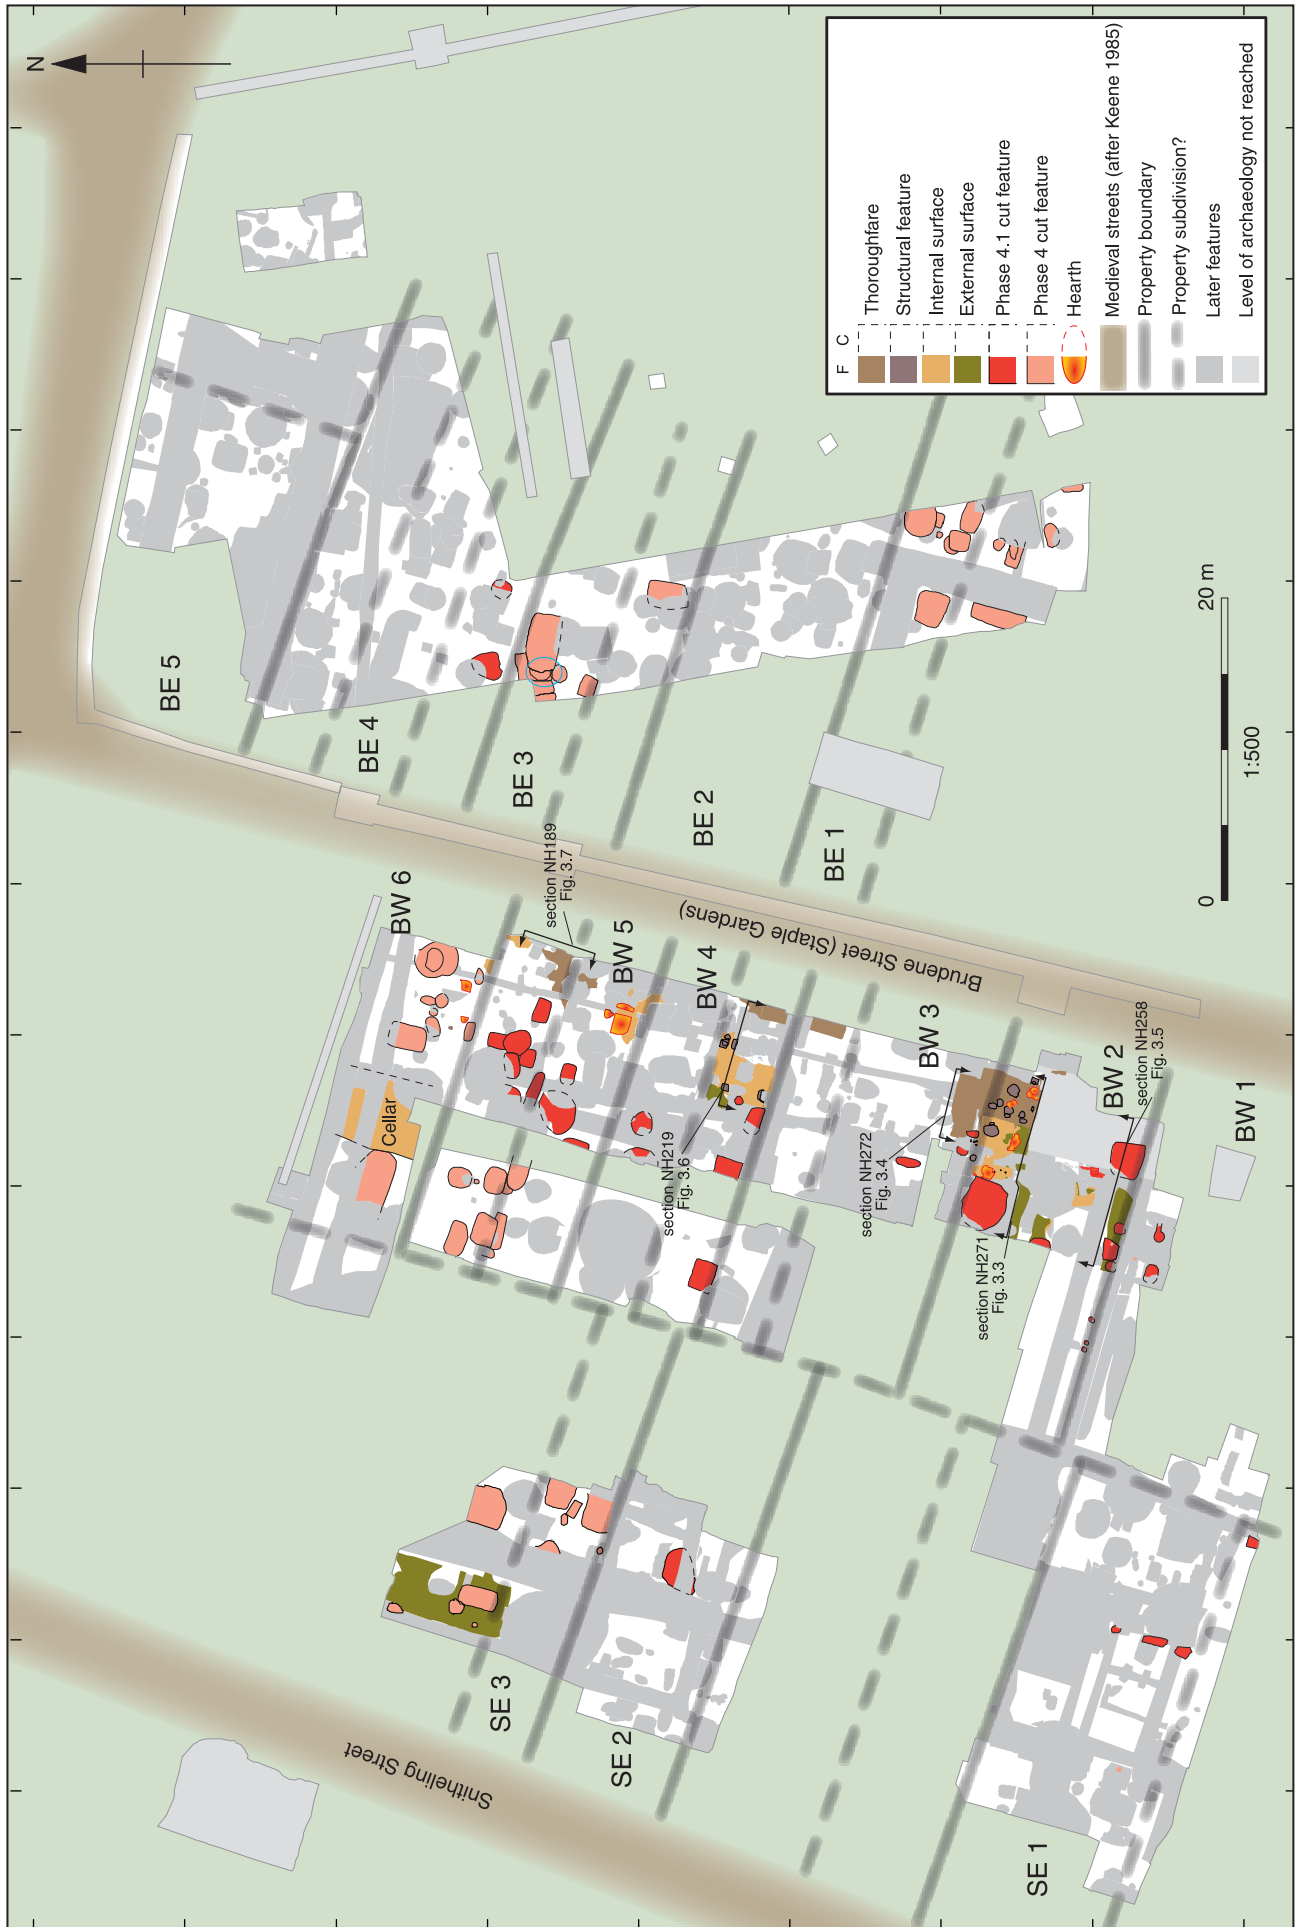 N
BE 5
BE 4
BE 3
BE 2
BE 1
BW 6
BW 5
BW 4
BW 3
BW 2
BW 1
SE 3
SE 2
SE 1
Cellar
section NH189
Fig. 3.7
section NH219
Fig. 3.6
section NH272
Fig. 3.4
section NH271
Fig. 3.3
section NH258
Fig. 3.5
Brudene Street (Staple Gardens)
Snitheling Street
0
20 m
1:500
F C
Thoroughfare
Structural feature
Internal surface
External surface
Phase 4.1 cut feature
Phase 4 cut feature
Hearth
Medieval streets (after Keene 1985)
Property boundary
Property subdivision?
Later features
Level of archaeology not reached